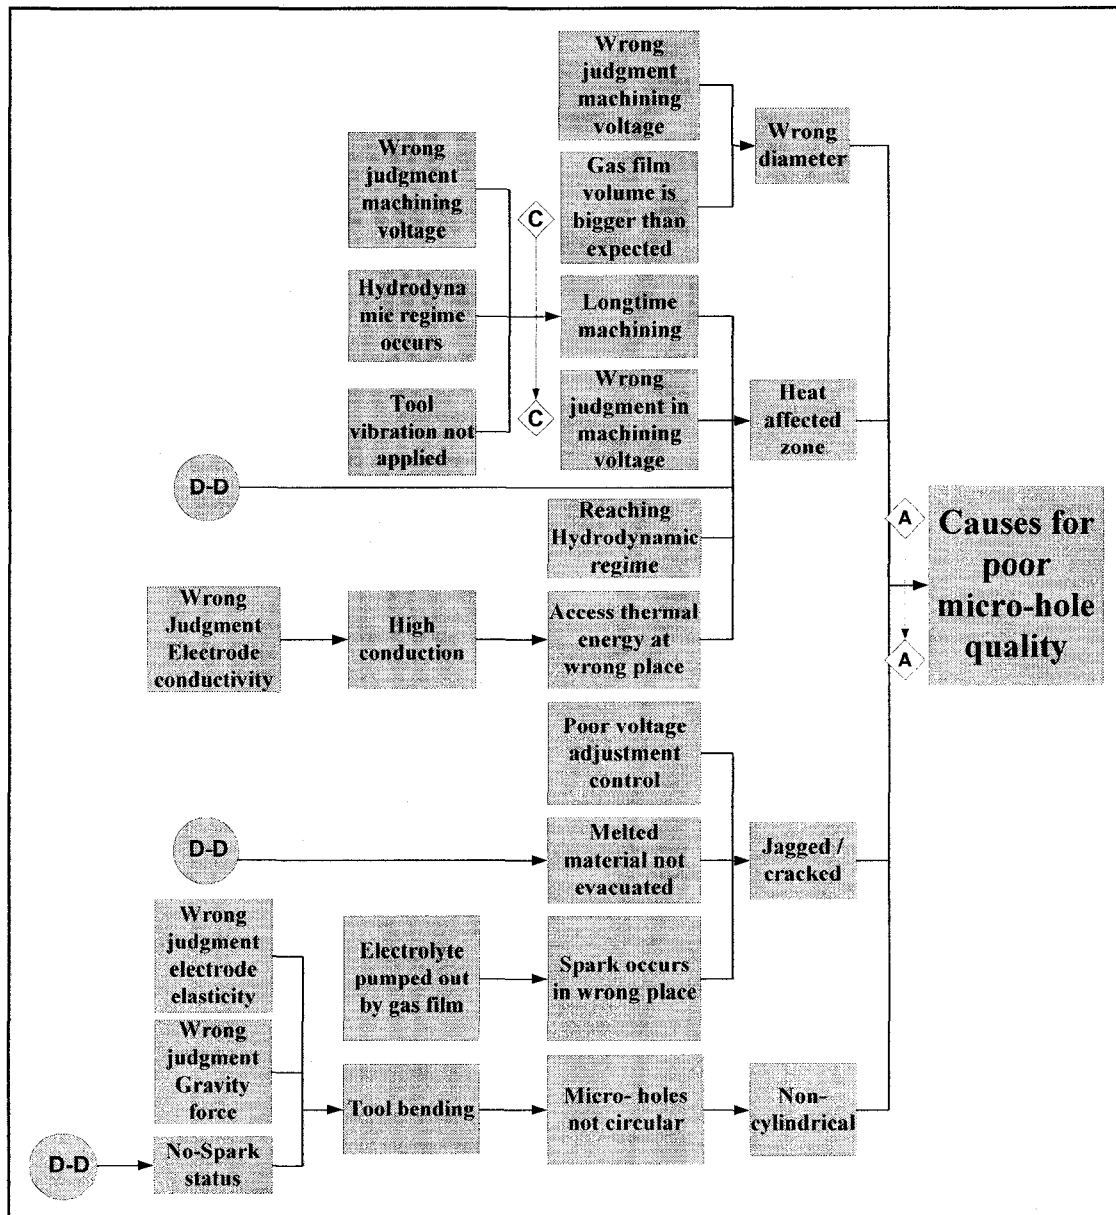 Wrong
judgment
machining
voltage
Wrong
diameter
Gas film
volume is
bigger than
expected
Wrong
judgment
machining
voltage
C
Hydrodyna
mic regime
occurs
Longtime
machining
Tool
vibration not
applied
C
Wrong
judgment in
machining
voltage
Heat
affected
zone
D-D
Reaching
Hydrodynamic
regime
A
Causes for
poor
micro-hole
quality
A
Wrong
Judgment
Electrode
conductivity
High
conduction
Access thermal
energy at
wrong place
Poor voltage
adjustment
control
D-D
Melted
material not
evacuated
Jagged /
cracked
Wrong
judgment
electrode
elasticity
Electrolyte
pumped out
by gas film
Spark occurs
in wrong place
Wrong
judgment
Gravity
force
Tool bending
Micro- holes
not circular
Non-
cylindrical
D-D
No-Spark
status